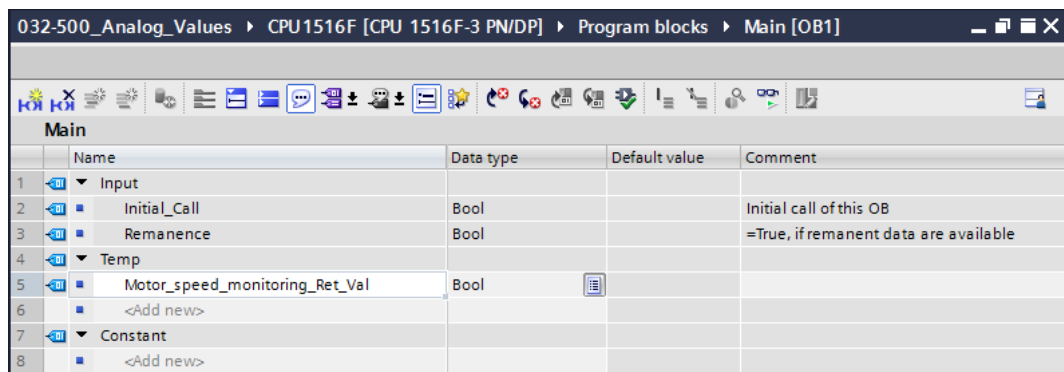 032-500_Analog_Values ▸ CPU1516F [CPU 1516F-3 PN/DP] ▸ Program blocks ▸ Main [OB1]
Main
Name Data type Default value Comment
1 Input
2 Initial_Call Bool Initial call of this OB
3 Remanence Bool =True, if remanent data are available
4 Temp
5 Motor_speed_monitoring_Ret_Val Bool
6 <Add new>
7 Constant
8 <Add new>